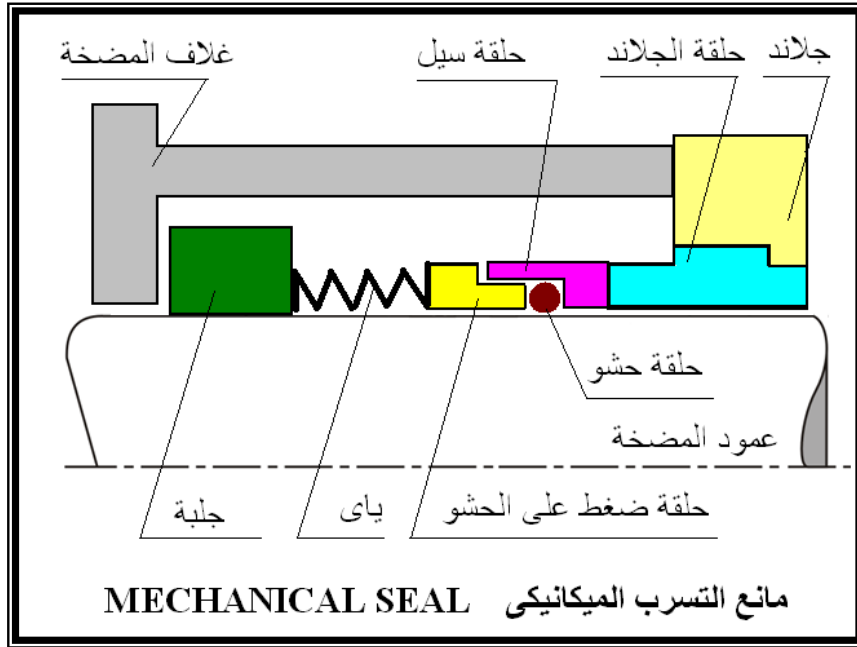 غلاف المضخة
حلقة سيل
حلقة الجلاند
جلاند
حلقة حشو
عمود المضخة
جلبة
ياى
حلقة ضغط على الحشو
MECHANICAL SEAL مانع التسرب الميكانيكى